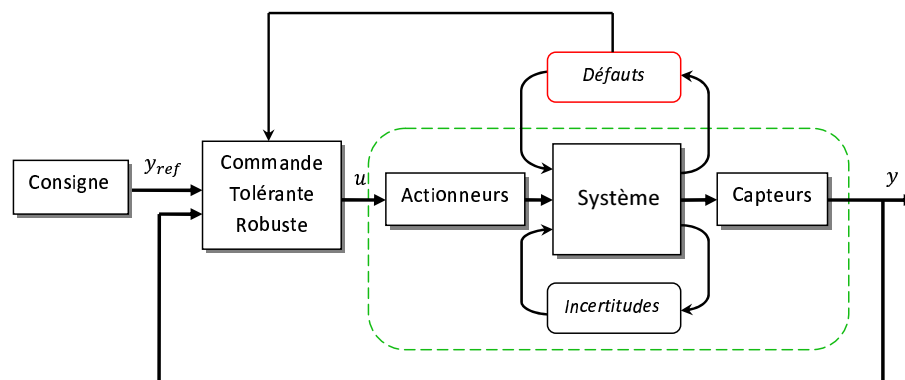 Défauts
Consigne
y_ref
Commande
Tolérante
Robuste
u
Actionneurs
Système
Capteurs
y
Incertitudes